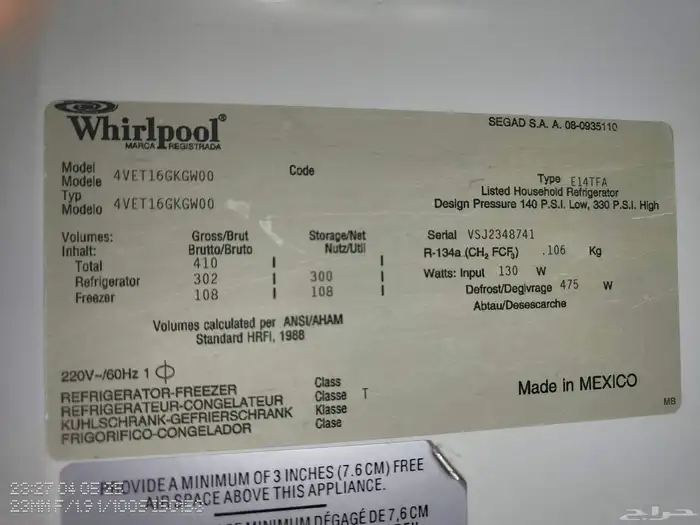 Whirlpool®
MARCA REGISTRADA
SEGAD S.A. A. 08-0935110
Model
Modele 4VET16GKGW00
Code
Typ
Modelo 4VET16GKGW00
Type E14TFA
Listed Household Refrigerator
Design Pressure 140 P.S.I. Low, 330 P.S.I. High
Volumes: Gross/Brut Storage/Net
Inhalt: Brutto/Bruto Nutz/Util
Total 410
Refrigerator 302 300
Freezer 108 108
Serial VSJ2348741
R-134a (CH₂ FCF₃) .106 Kg
Watts: Input 130 W
Defrost/Degivrage 475 W
Abtau/Desescarche
Volumes calculated per ANSI/AHAM
Standard HRFI, 1988
220V~/60Hz 1
REFRIGERATOR-FREEZER
REFRIGERATEUR-CONGELATEUR
KUHLSCHRANK-GEFRIERSCHRANK
FRIGORIFICO-CONGELADOR
Class
Classe T
Klasse
Clase
Made in MEXICO
MB
PROVIDE A MINIMUM OF 3 INCHES (7.6 CM) FREE
AIR SPACE ABOVE THIS APPLIANCE.
MINIMUM DÉGAGÉ DE 7,6 CM
حراج